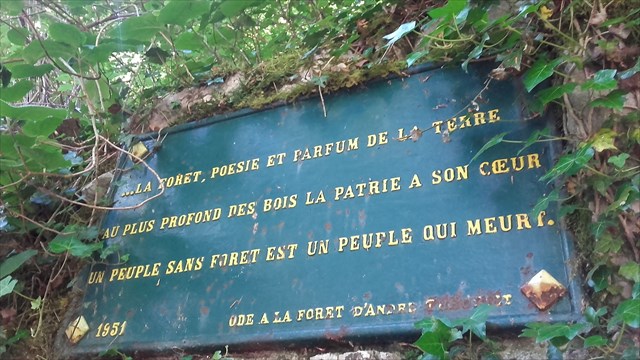 ...LA FORET, POESIE ET PARFUM DE LA TERRE
AU PLUS PROFOND DES BOIS LA PATRIE A SON CŒUR
UN PEUPLE SANS FORET EST UN PEUPLE QUI MEURT.
1951 ODE A LA FORET D'ANDRE